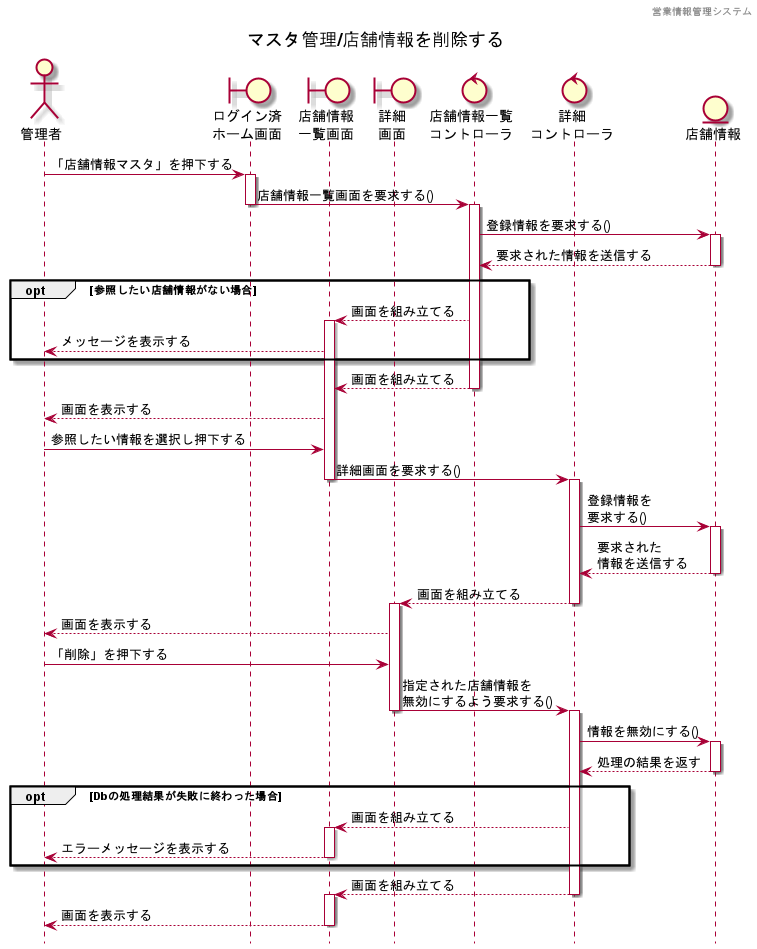 営業情報管理システム
マスタ管理/店舗情報を削除する
管理者
ログイン済
ホーム画面
店舗情報
一覧画面
詳細
画面
店舗情報一覧
コントローラ
詳細
コントローラ
店舗情報
「店舗情報マスタ」を押下する
店舗情報一覧画面を要求する()
登録情報を要求する()
要求された情報を送信する
opt [参照したい店舗情報がない場合]
画面を組み立てる
メッセージを表示する
画面を組み立てる
画面を表示する
参照したい情報を選択し押下する
詳細画面を要求する()
登録情報を
要求する()
要求された
情報を送信する
画面を組み立てる
画面を表示する
「削除」を押下する
指定された店舗情報を
無効にするよう要求する()
情報を無効にする()
処理の結果を返す
opt [Dbの処理結果が失敗に終わった場合]
画面を組み立てる
エラーメッセージを表示する
画面を組み立てる
画面を表示する